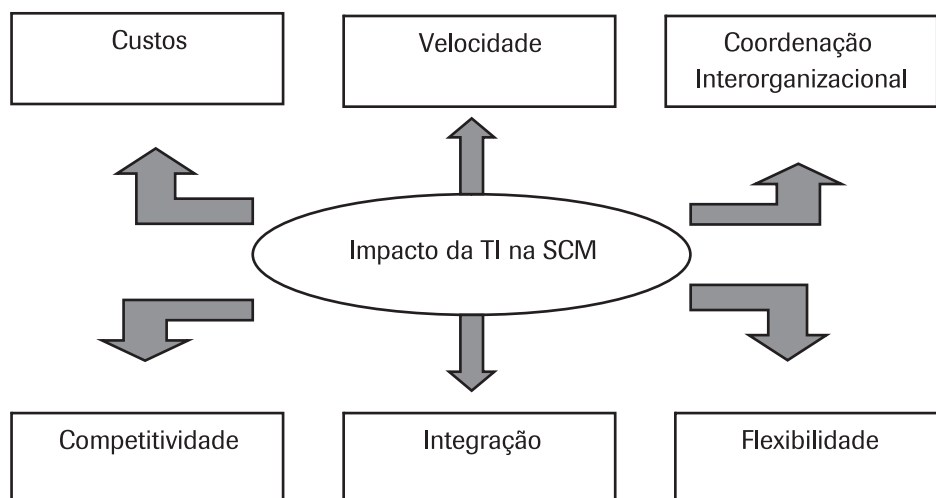 Custos
Velocidade
Coordenação
Interorganizacional
Impacto da TI na SCM
Competitividade
Integração
Flexibilidade